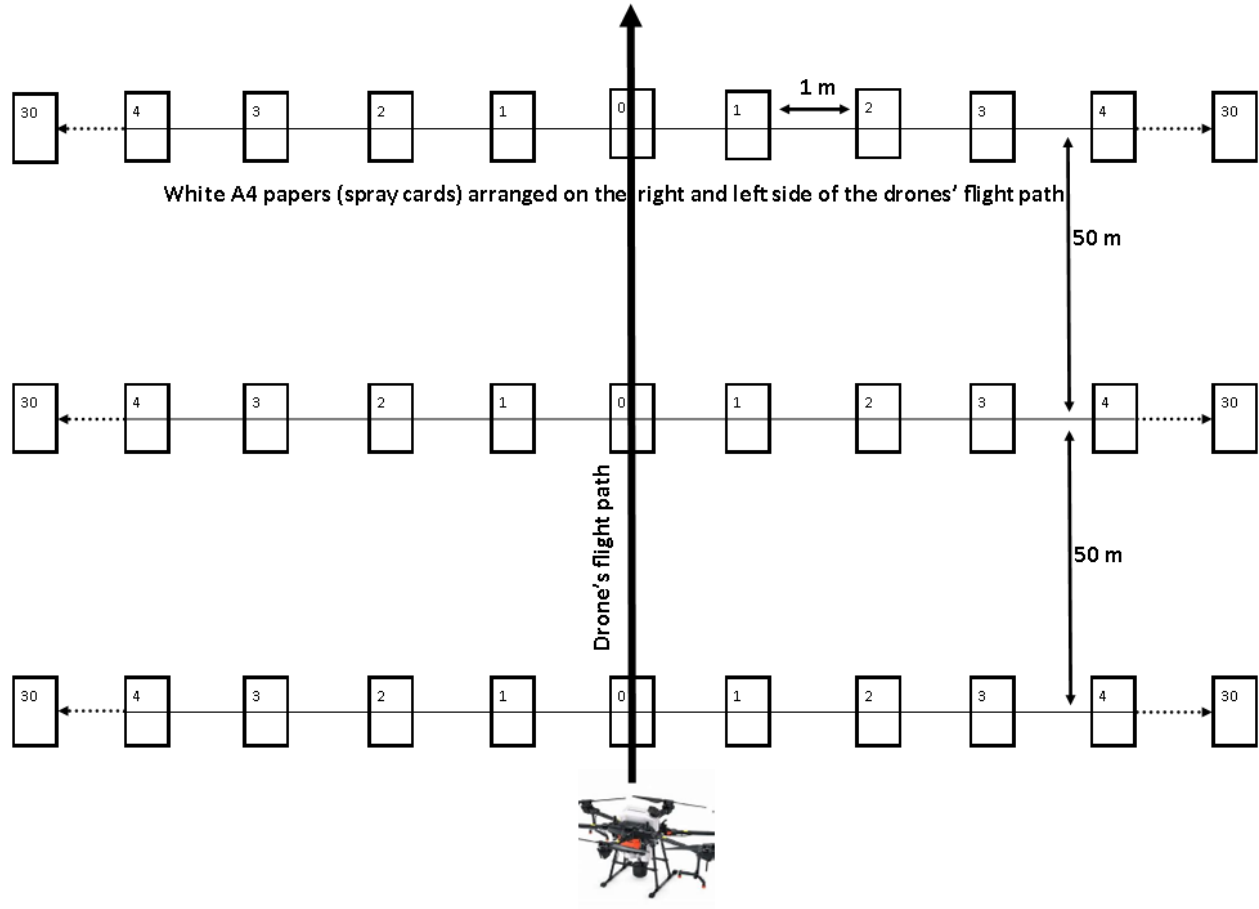 1 m
30 4 3 2 1 0 1 2 3 4 30
White A4 papers (spray cards) arranged on the right and left side of the drones' flight path
50 m
30 4 3 2 1 0 1 2 3 4 30
Drone's flight path
50 m
30 4 3 2 1 0 1 2 3 4 30